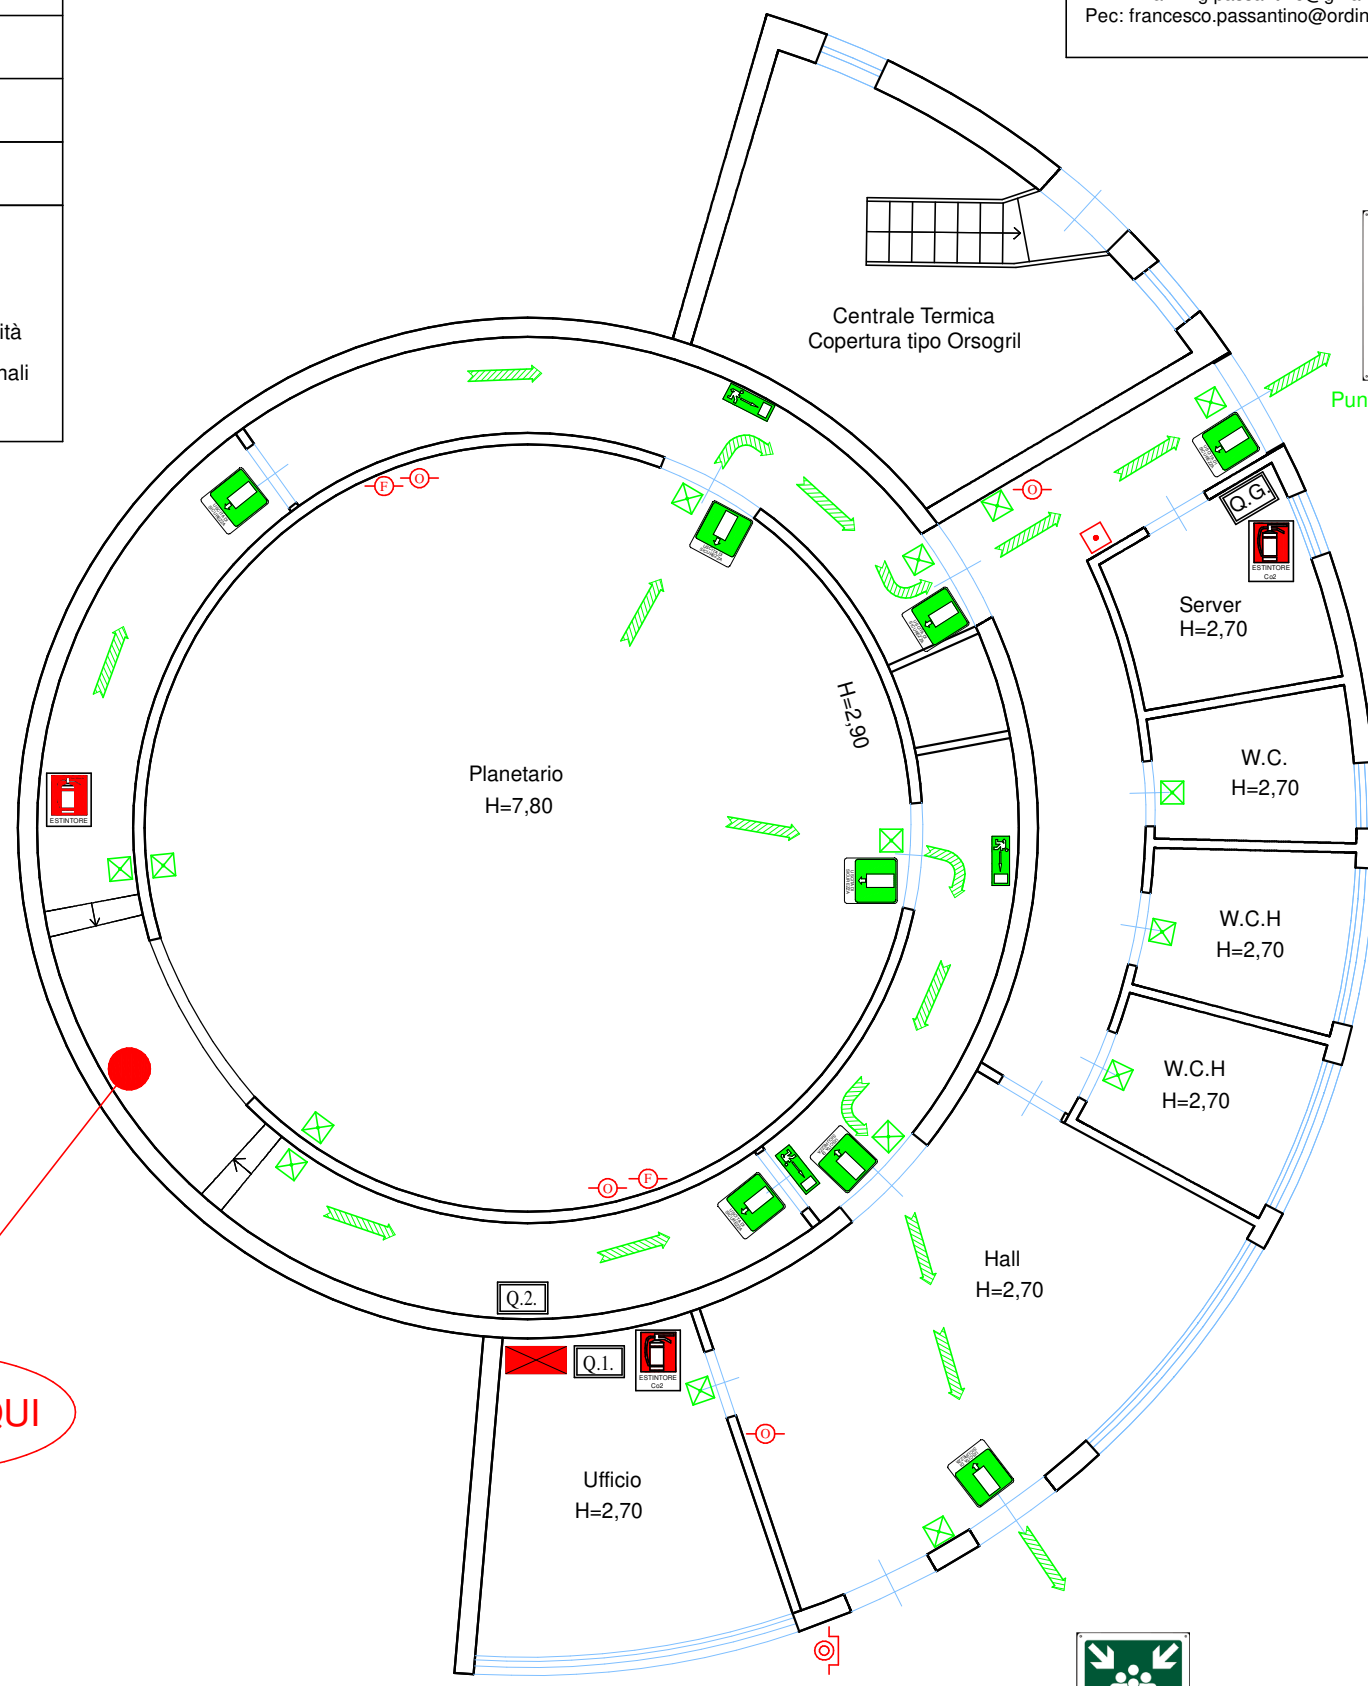 Pec: francesco.passantino@ordin
ità
nali
Centrale Termica
Copertura tipo Orsogril
Pun
F
O
O
Q.G.
ESTINTORE
Co2
Server
H=2,70
H=2,90
W.C.
H=2,70
Planetario
H=7,80
ESTINTORE
W.C.H
H=2,70
W.C.H
H=2,70
O
F
Hall
H=2,70
Q.2.
Q.1.
ESTINTORE
Co2
QUI
O
Ufficio
H=2,70